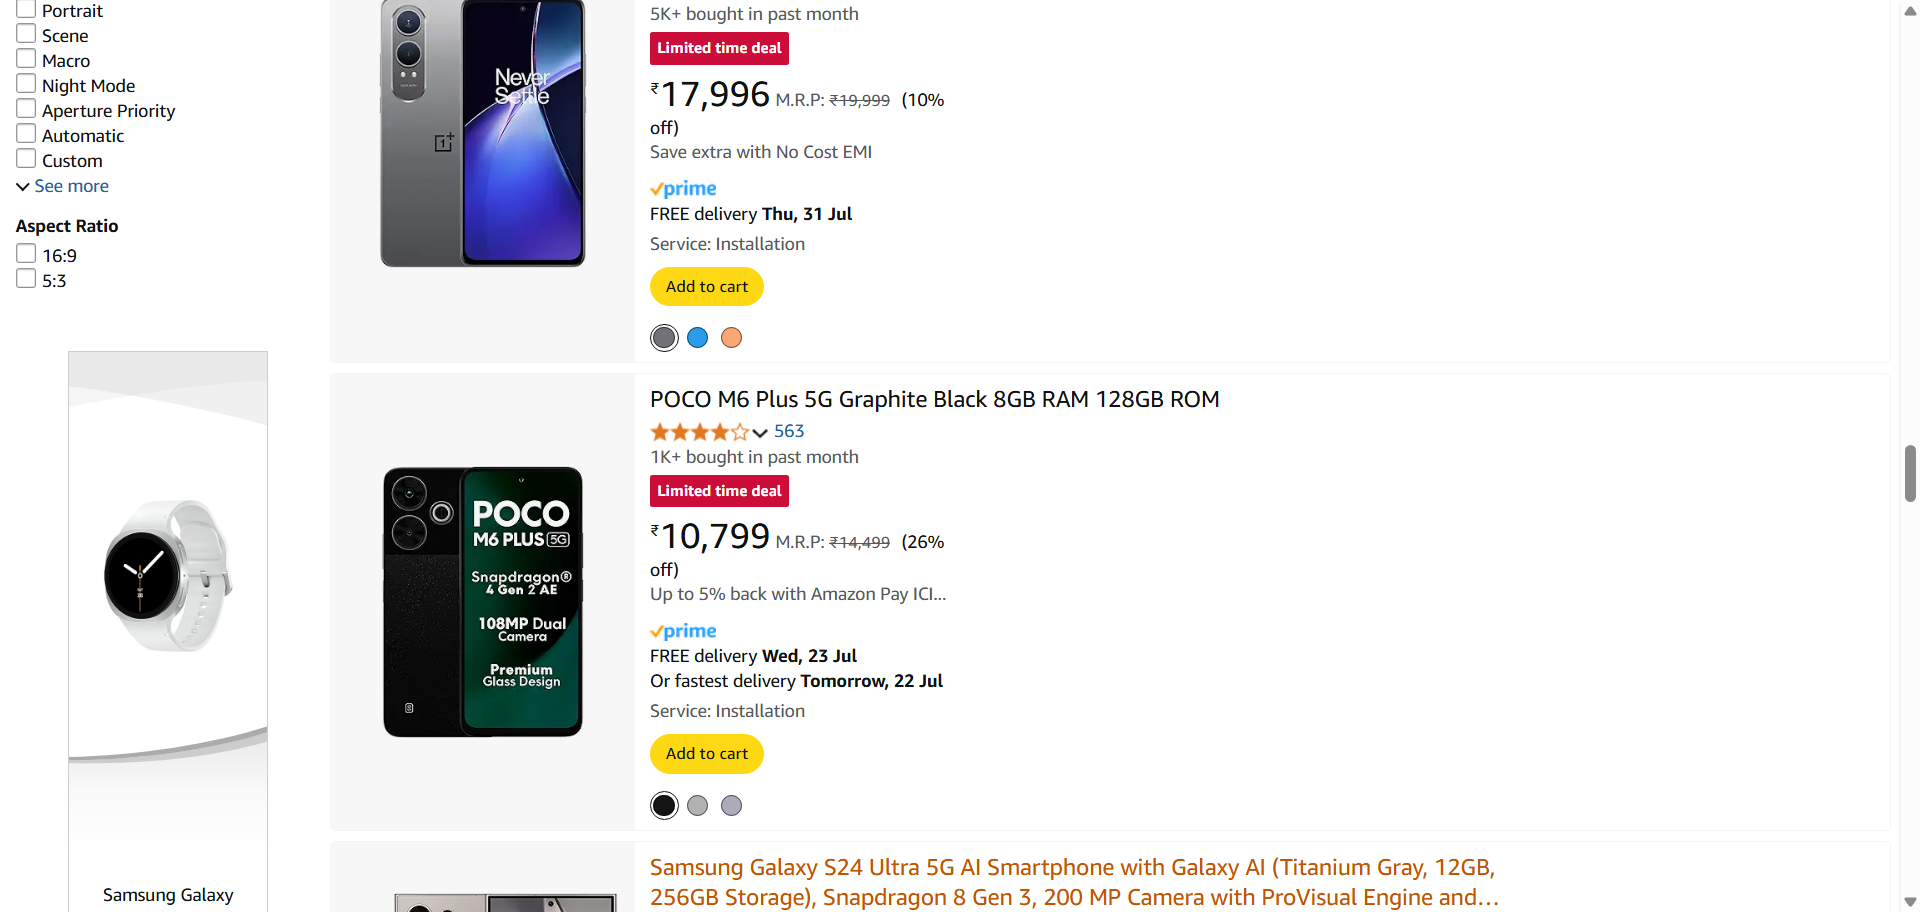 Portrait
Scene
Macro
Night Mode
Aperture Priority
Automatic
Custom
See more
Aspect Ratio
16:9
5:3
Samsung Galaxy
Never
Settle
5K+ bought in past month
Limited time deal
₹17,996 M.R.P: ₹19,999 (10%
off)
Save extra with No Cost EMI
prime
FREE delivery Thu, 31 Jul
Service: Installation
Add to cart
POCO
M6 PLUS 5G
Snapdragon®
4 Gen 2 AE
108MP Dual
Camera
Premium
Glass Design
POCO M6 Plus 5G Graphite Black 8GB RAM 128GB ROM
563
1K+ bought in past month
Limited time deal
₹10,799 M.R.P: ₹14,499 (26%
off)
Up to 5% back with Amazon Pay ICI...
prime
FREE delivery Wed, 23 Jul
Or fastest delivery Tomorrow, 22 Jul
Service: Installation
Add to cart
Samsung Galaxy S24 Ultra 5G AI Smartphone with Galaxy AI (Titanium Gray, 12GB,
256GB Storage), Snapdragon 8 Gen 3, 200 MP Camera with ProVisual Engine and...